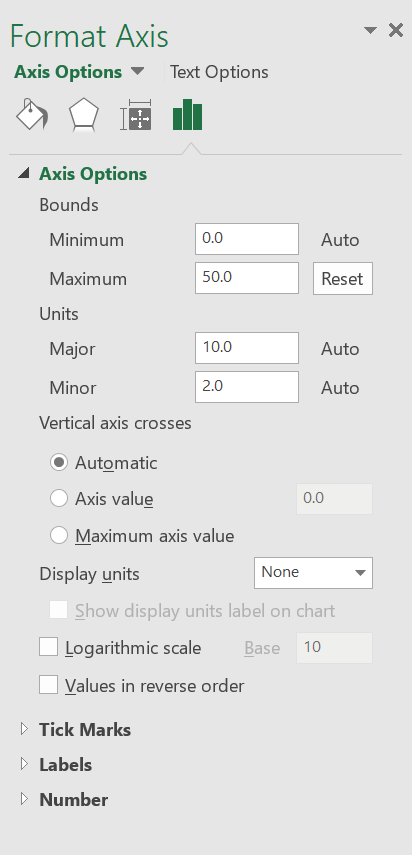 Format Axis
Axis Options Text Options
Axis Options
Bounds
Minimum 0.0 Auto
Maximum 50.0 Reset
Units
Major 10.0 Auto
Minor 2.0 Auto
Vertical axis crosses
Automatic
Axis value 0.0
Maximum axis value
Display units None
Show display units label on chart
Logarithmic scale Base 10
Values in reverse order
Tick Marks
Labels
Number